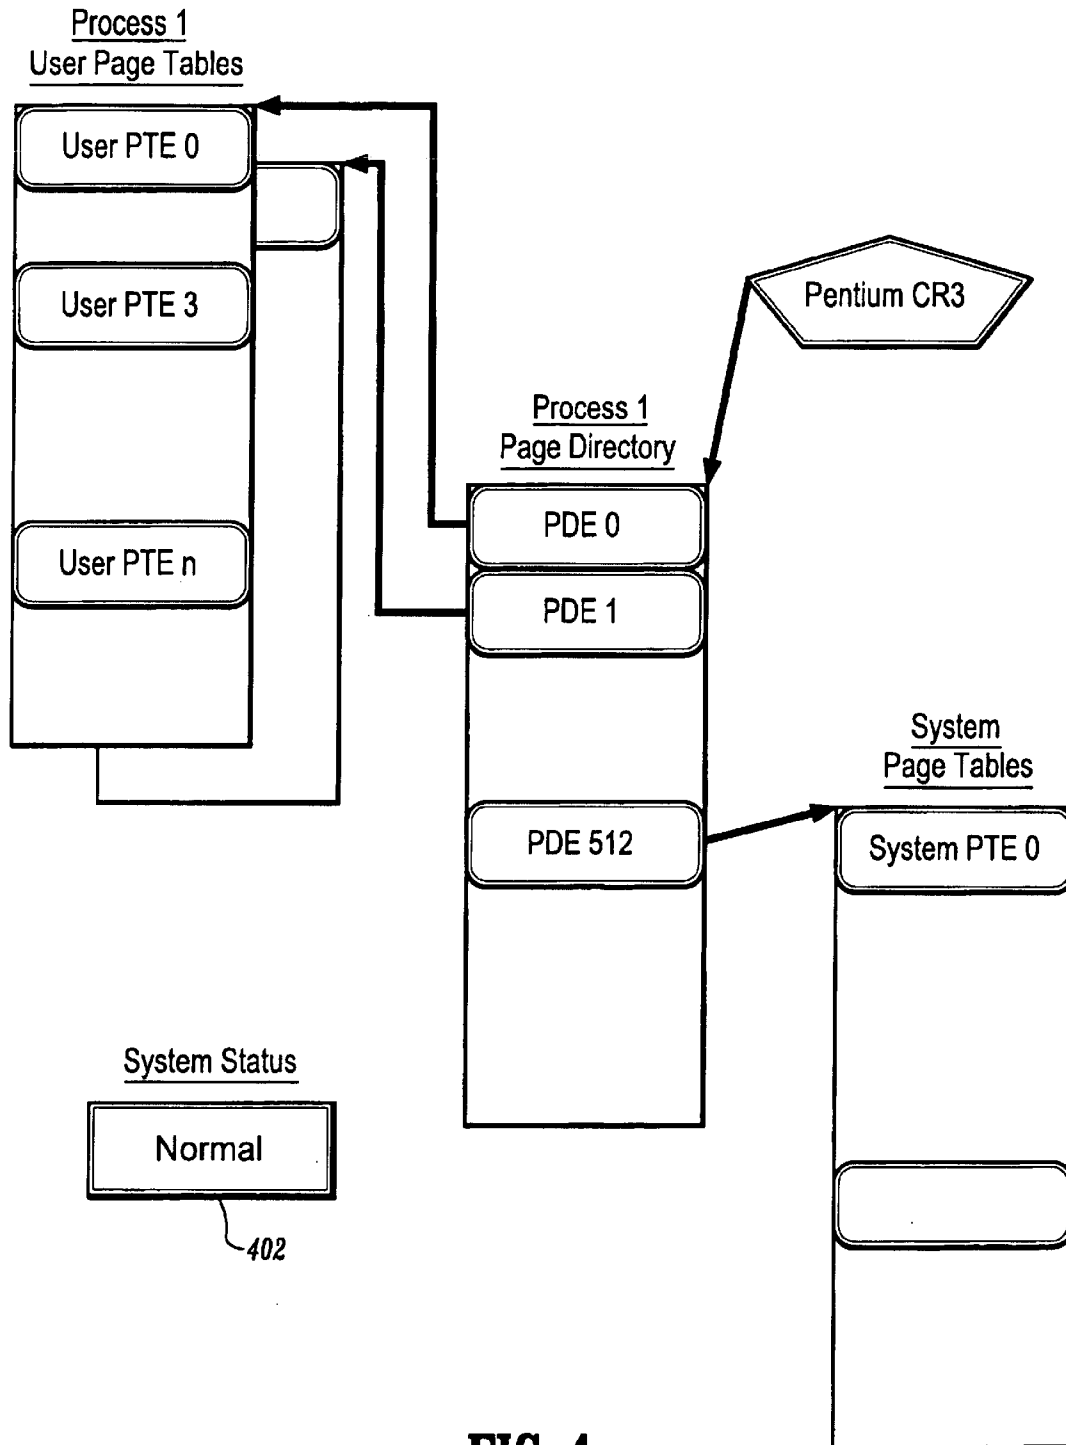 Process 1
User Page Tables
User PTE 0
User PTE 3
User PTE n
Pentium CR3
Process 1
Page Directory
PDE 0
PDE 1
PDE 512
System
Page Tables
System PTE 0
System Status
Normal
402